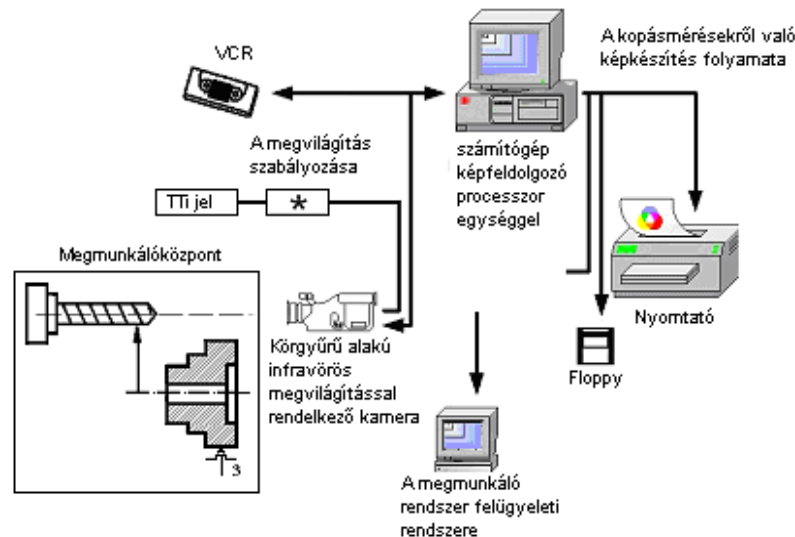 VCR
A kopásmérésekről való
képkészítés folyamata
A megvilágítás
szabályozása
számítógép
képfeldolgozó
processzor
egységgel
TTi jel
*
Megmunkálóközpont
Nyomtató
Körgyűrű alakú
infravörös
megvilágítással
rendelkező kamera
Floppy
3
A megmunkáló
rendszer felügyeleti
rendszere